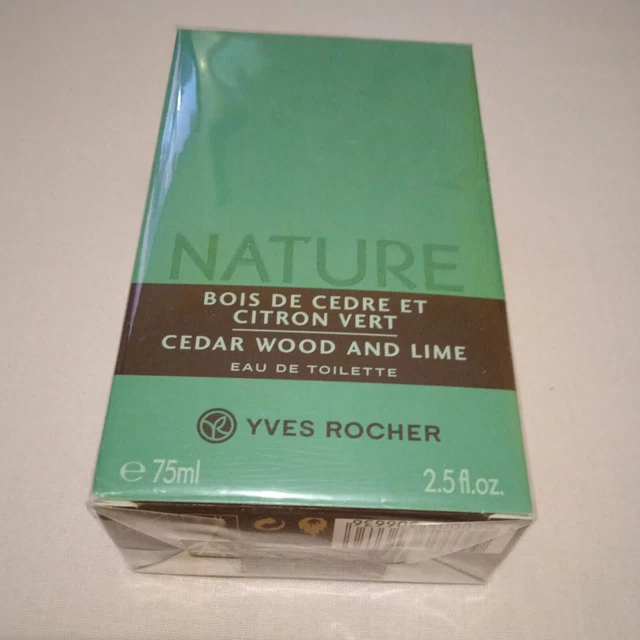 NATURE
BOIS DE CEDRE ET
CITRON VERT
CEDAR WOOD AND LIME
EAU DE TOILETTE
YVES ROCHER
℮ 75ml 2.5 fl.oz.